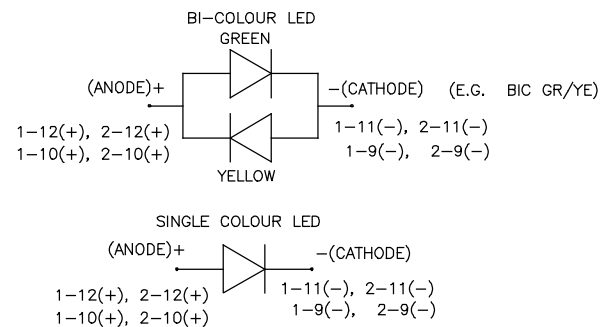 BI-COLOUR LED
GREEN
(ANODE)+ -(CATHODE) (E.G. BIC GR/YE)
1-12(+), 2-12(+) 1-11(-), 2-11(-)
1-10(+), 2-10(+) 1-9(-), 2-9(-)
YELLOW
SINGLE COLOUR LED
(ANODE)+ -(CATHODE)
1-12(+), 2-12(+) 1-11(-), 2-11(-)
1-10(+), 2-10(+) 1-9(-), 2-9(-)